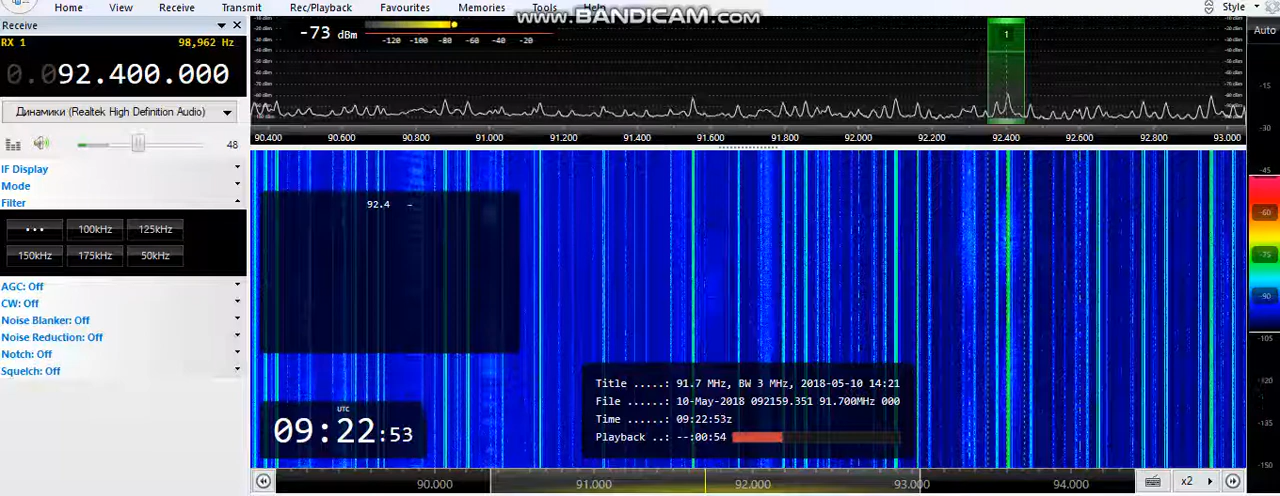 Home View Receive Transmit Rec/Playback Favourites Memories Tools Help Style
www.BANDICAM.com
Receive
RX 1 98,962 Hz
0.092.400.000
Динамики (Realtek High Definition Audio)
48
IF Display
Mode
Filter
... 100kHz 125kHz
150kHz 175kHz 50kHz
AGC: Off
CW: Off
Noise Blanker: Off
Noise Reduction: Off
Notch: Off
Squelch: Off
-73 dBm
-120 -100 -80 -60 -40 -20
1
90.400 90.600 90.800 91.000 91.200 91.400 91.600 91.800 92.000 92.200 92.400 92.600 92.800 93.000
92.4 -
UTC
09:22:53
Title .....: 91.7 MHz, BW 3 MHz, 2018-05-10 14:21
File ......: 10-May-2018 092159.351 91.700MHz 000
Time ......: 09:22:53z
Playback ..: --:00:54
90.000 91.000 92.000 93.000 94.000
x2
Auto
-15
-30
-45
-60
-75
-90
-105
-120
-135
-150